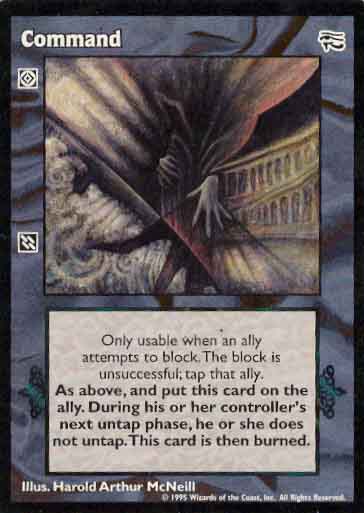 Command
Only usable when an ally
attempts to block. The block is
unsuccessful; tap that ally.
As above, and put this card on the
ally. During his or her controller's
next untap phase, he or she does
not untap. This card is then burned.
Illus. Harold Arthur McNeill
© 1995 Wizards of the Coast, Inc. All Rights Reserved.